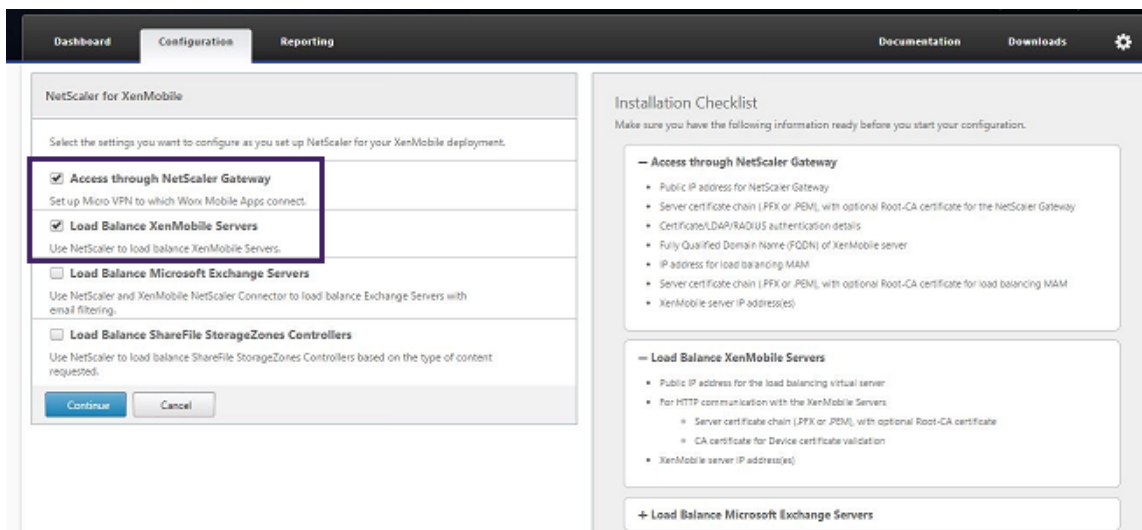 Dashboard
Configuration
Reporting
Documentation
Downloads
NetScaler for XenMobile
Select the settings you want to configure as you set up NetScaler for your XenMobile deployment.
Access through NetScaler Gateway
Set up Micro VPN to which Worx Mobile Apps connect.
Load Balance XenMobile Servers
Use NetScaler to load balance XenMobile Servers.
Load Balance Microsoft Exchange Servers
Use NetScaler and XenMobile NetScaler Connector to load balance Exchange Servers with
email filtering.
Load Balance ShareFile StorageZones Controllers
Use NetScaler to load balance ShareFile StorageZones Controllers based on the type of content
requested.
Continue
Cancel
Installation Checklist
Make sure you have the following information ready before you start your configuration.
— Access through NetScaler Gateway
• Public IP address for NetScaler Gateway
• Server certificate chain (.PFX or .PEM), with optional Root-CA certificate for the NetScaler Gateway
• Certificate/LDAP/RADIUS authentication details
• Fully Qualified Domain Name (FQDN) of XenMobile server
• IP address for load balancing MAM
• Server certificate chain (.PFX or .PEM), with optional Root-CA certificate for load balancing MAM
• XenMobile server IP address(es)
— Load Balance XenMobile Servers
• Public IP address for the load balancing virtual server
• For HTTP communication with the XenMobile Servers
Server certificate chain (.PFX or .PEM), with optional Root-CA certificate
CA certificate for Device certificate validation
• XenMobile server IP address(es)
+ Load Balance Microsoft Exchange Servers